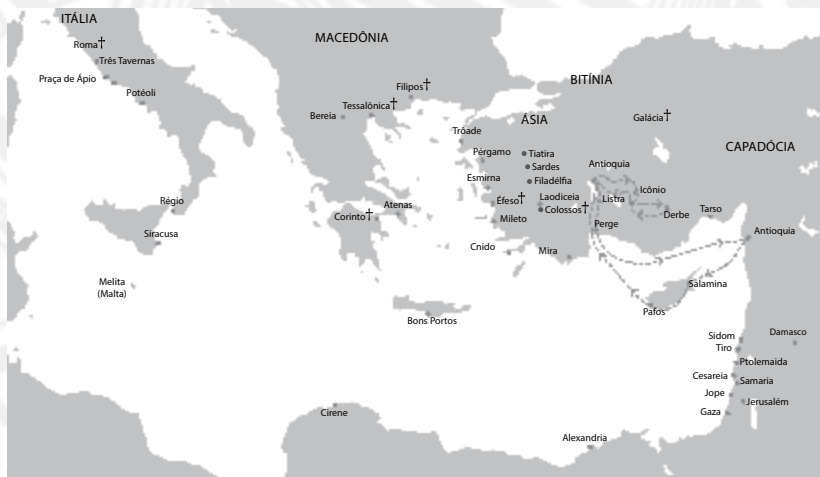 ITÁLIA
Roma†
Três Tavernas
Praça de Ápio
Potéoli
Régio
Siracusa
Melita
(Malta)
MACEDÔNIA
Filipos†
Tessalônica†
Bereia
Corinto†
Atenas
Bons Portos
Cirene
BITÍNIA
ÁSIA
Galácia†
CAPADÓCIA
Tróade
Pérgamo
Tiatira
Sardes
Esmirna
Filadélfia
Éfeso†
Laodiceia
Colossos†
Mileto
Cnido
Mira
Antioquia
Icônio
Listra
Derbe
Perge
Tarso
Antioquia
Salamina
Pafos
Sidom
Tiro
Damasco
Ptolemaida
Cesareia
Samaria
Jope
Jerusalém
Gaza
Alexandria